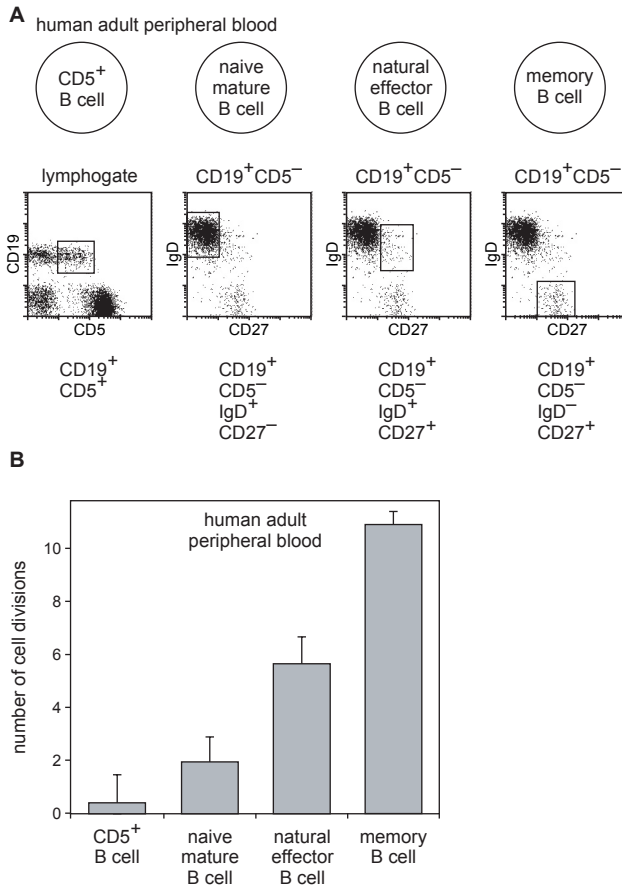 A
human adult peripheral blood
CD5+
B cell
naive
mature
B cell
natural
effector
B cell
memory
B cell
lymphogate
CD19+CD5–
CD19+CD5–
CD19+CD5–
CD19
CD5
IgD
CD27
IgD
CD27
IgD
CD27
CD19+
CD5+
CD19+
CD5–
IgD+
CD27–
CD19+
CD5–
IgD+
CD27+
CD19+
CD5–
IgD–
CD27+
B
human adult
peripheral blood
number of cell divisions
10
8
6
4
2
0
CD5+
B cell
naive
mature
B cell
natural
effector
B cell
memory
B cell